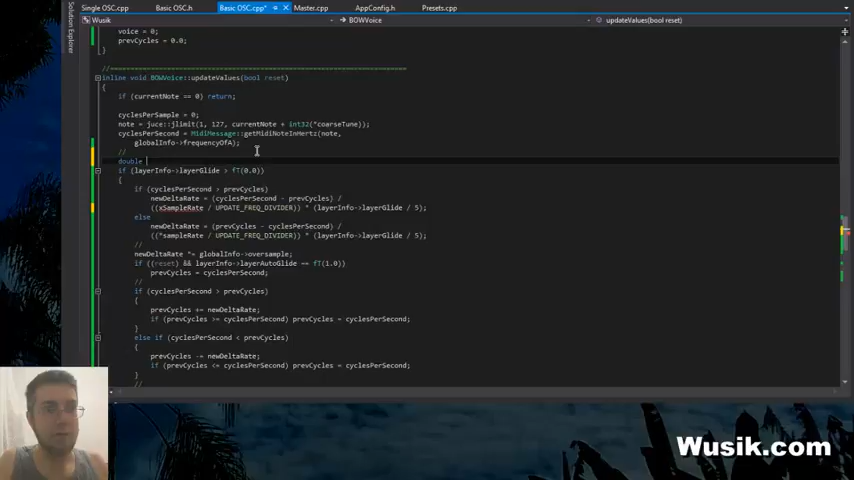 Single OSC.cpp Basic OSC.h Basic OSC.cpp* Master.cpp AppConfig.h Presets.cpp
Solution Explorer
Wusik BOWVoice updateValues(bool reset)
voice = 0;
prevCycles = 0.0;
}
//==================================================================
inline void BOWVoice::updateValues(bool reset)
{
if (currentNote == 0) return;
cyclesPerSample = 0;
note = juce::jlimit(1, 127, currentNote + int32(*coarseTune));
cyclesPerSecond = MidiMessage::getMidiNoteInHertz(note,
globalInfo->frequencyOfA);
//
double
if (layerInfo->layerGlide > fT(0.0))
{
if (cyclesPerSecond > prevCycles)
newDeltaRate = (cyclesPerSecond - prevCycles) /
((xSampleRate / UPDATE_FREQ_DIVIDER)) * (layerInfo->layerGlide / 5);
else
newDeltaRate = (prevCycles - cyclesPerSecond) /
((*sampleRate / UPDATE_FREQ_DIVIDER)) * (layerInfo->layerGlide / 5);
//
newDeltaRate *= globalInfo->oversample;
if ((reset) && layerInfo->layerAutoGlide == fT(1.0))
prevCycles = cyclesPerSecond;
//
if (cyclesPerSecond > prevCycles)
{
prevCycles += newDeltaRate;
if (prevCycles >= cyclesPerSecond) prevCycles = cyclesPerSecond;
}
else if (cyclesPerSecond < prevCycles)
{
prevCycles -= newDeltaRate;
if (prevCycles <= cyclesPerSecond) prevCycles = cyclesPerSecond;
}
//
Wusik.com